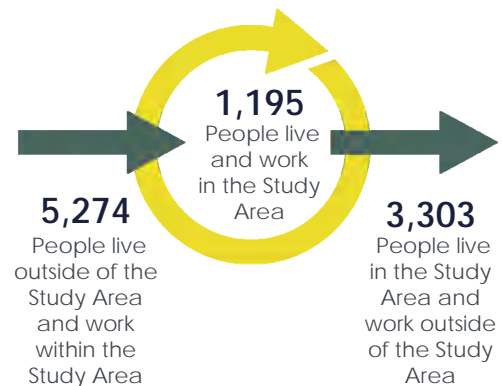 1,195
People live
and work
in the Study
Area
5,274
People live
outside of the
Study Area
and work
within the
Study Area
3,303
People live
in the Study
Area and
work outside
of the Study
Area